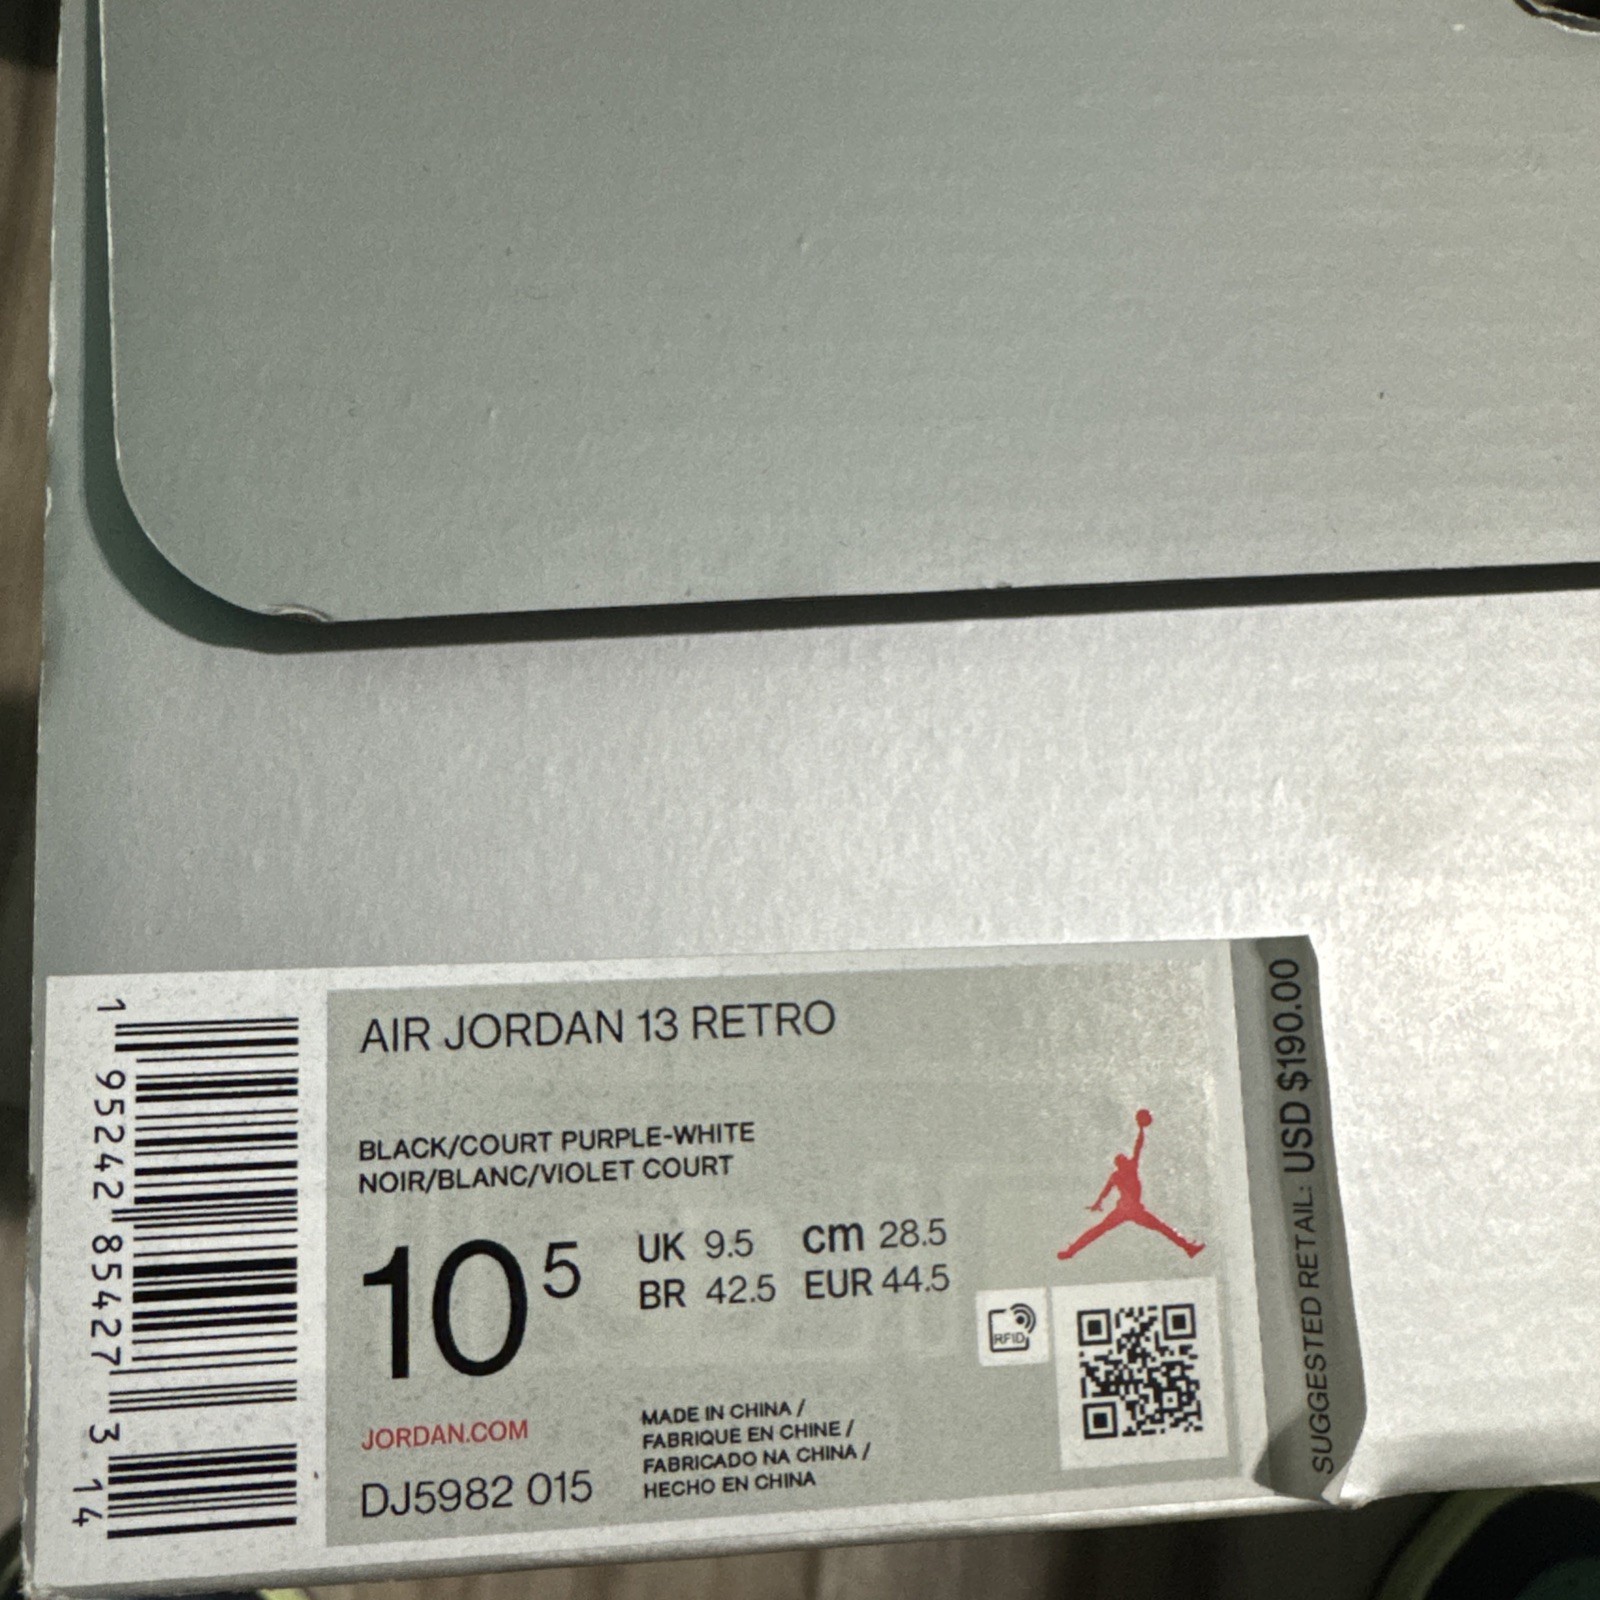 AIR JORDAN 13 RETRO
BLACK/COURT PURPLE-WHITE
NOIR/BLANC/VIOLET COURT
10 5
UK 9.5 cm 28.5
BR 42.5 EUR 44.5
RFID
JORDAN.COM
DJ5982 015
MADE IN CHINA /
FABRIQUE EN CHINE /
FABRICADO NA CHINA /
HECHO EN CHINA
SUGGESTED RETAIL: USD $190.00
1 95242 85427 3 14